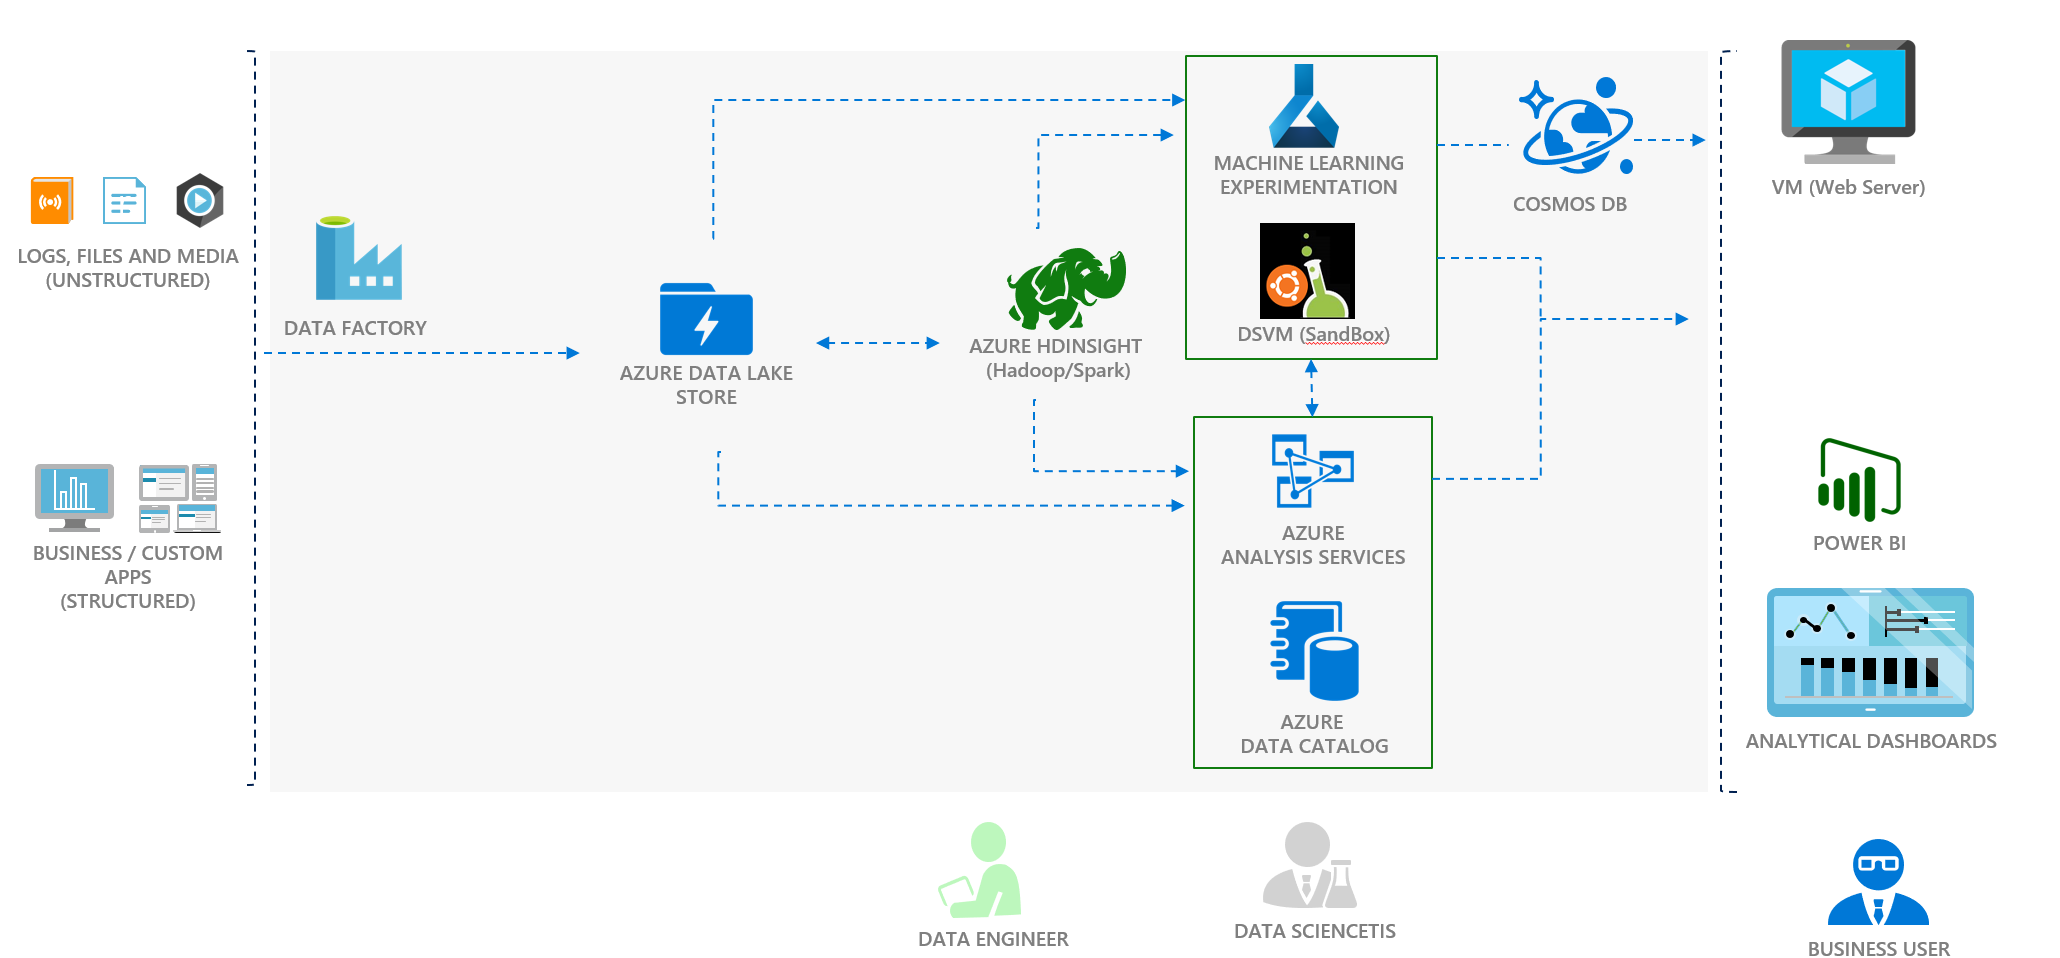 LOGS, FILES AND MEDIA
(UNSTRUCTURED)
BUSINESS / CUSTOM
APPS
(STRUCTURED)
DATA FACTORY
AZURE DATA LAKE
STORE
AZURE HDINSIGHT
(Hadoop/Spark)
MACHINE LEARNING
EXPERIMENTATION
DSVM (SandBox)
AZURE
ANALYSIS SERVICES
AZURE
DATA CATALOG
COSMOS DB
VM (Web Server)
POWER BI
ANALYTICAL DASHBOARDS
DATA ENGINEER
DATA SCIENCETIS
BUSINESS USER